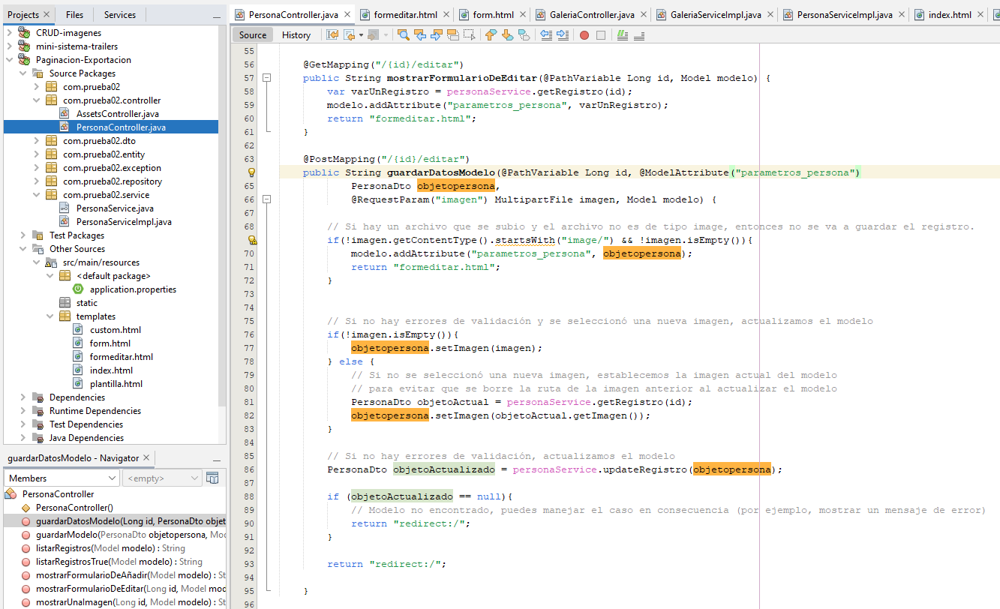 Projects × Files Services
CRUD-imagenes
mini-sistema-trailers
Paginacion-Exportacion
Source Packages
com.prueba02
com.prueba02.controller
AssetsController.java
PersonaController.java
com.prueba02.dto
com.prueba02.entity
com.prueba02.exception
com.prueba02.repository
com.prueba02.service
PersonaService.java
PersonaServiceImpl.java
Test Packages
Other Sources
src/main/resources
<default package>
application.properties
static
templates
custom.html
form.html
formeditar.html
index.html
plantilla.html
Dependencies
Runtime Dependencies
Test Dependencies
Java Dependencies
guardarDatosModelo - Navigator ×
Members <empty>
PersonaController
PersonaController()
guardarDatosModelo(Long id, PersonaDto objet
guardarModelo(PersonaDto objetopersona, Mo
listarRegistros(Model modelo) : String
listarRegistrosTrue(Model modelo) : String
mostrarFormularioDeAñadir(Model modelo) : St
mostrarFormularioDeEditar(Long id, Model mod
mostrarUnaImagen(Long id, Model modelo) : St
PersonaController.java × formeditar.html × form.html × GaleriaController.java × GaleriaServiceImpl.java × PersonaServiceImpl.java × index.html ×
Source History
55
56 @GetMapping("/{id}/editar")
57 public String mostrarFormularioDeEditar(@PathVariable Long id, Model modelo) {
58 var varUnRegistro = personaService.getRegistro(id);
59 modelo.addAttribute("parametros_persona", varUnRegistro);
60 return "formeditar.html";
61 }
62
63 @PostMapping("/{id}/editar")
public String guardarDatosModelo(@PathVariable Long id, @ModelAttribute("parametros_persona")
65 PersonaDto objetopersona,
66 @RequestParam("imagen") MultipartFile imagen, Model modelo) {
67
68 // Si hay un archivo que se subio y el archivo no es de tipo image, entonces no se va a guardar el registro.
if(!imagen.getContentType().startsWith("image/") && !imagen.isEmpty()){
70 modelo.addAttribute("parametros_persona", objetopersona);
71 return "formeditar.html";
72 }
73
74
75 // Si no hay errores de validación y se seleccionó una nueva imagen, actualizamos el modelo
76 if(!imagen.isEmpty()){
77 objetopersona.setImagen(imagen);
78 } else {
79 // Si no se seleccionó una nueva imagen, establecemos la imagen actual del modelo
80 // para evitar que se borre la ruta de la imagen anterior al actualizar el modelo
81 PersonaDto objetoActual = personaService.getRegistro(id);
82 objetopersona.setImagen(objetoActual.getImagen());
83 }
84
85 // Si no hay errores de validación, actualizamos el modelo
86 PersonaDto objetoActualizado = personaService.updateRegistro(objetopersona);
87
88 if (objetoActualizado == null){
89 // Modelo no encontrado, puedes manejar el caso en consecuencia (por ejemplo, mostrar un mensaje de error)
90 return "redirect:/";
91 }
92
93 return "redirect:/";
94
95 }
96